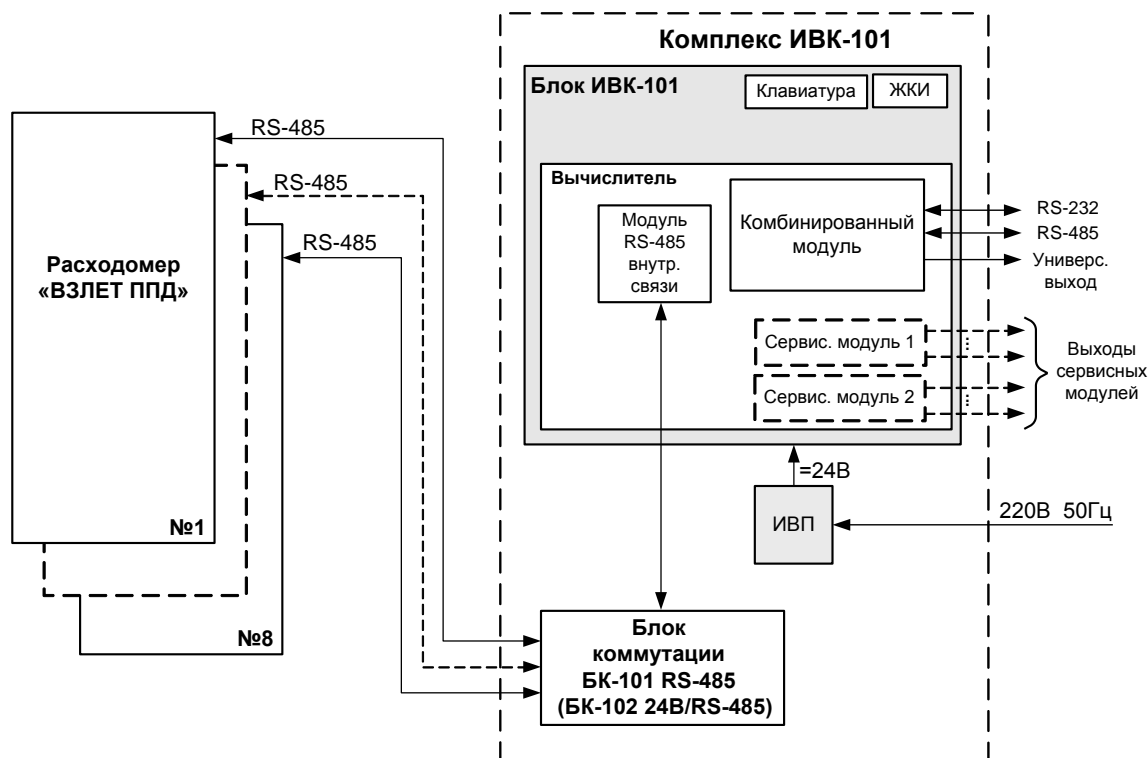 Комплекс ИВК-101
Блок ИВК-101
Клавиатура
ЖКИ
RS-485
RS-485
RS-485
Расходомер
«ВЗЛЕТ ППД»
№1
№8
Вычислитель
Модуль
RS-485
внутр.
связи
Комбинированный
модуль
RS-232
RS-485
Универс.
выход
Сервис. модуль 1
...
Сервис. модуль 2
...
Выходы
сервисных
модулей
=24В
ИВП
220В 50Гц
Блок
коммутации
БК-101 RS-485
(БК-102 24В/RS-485)